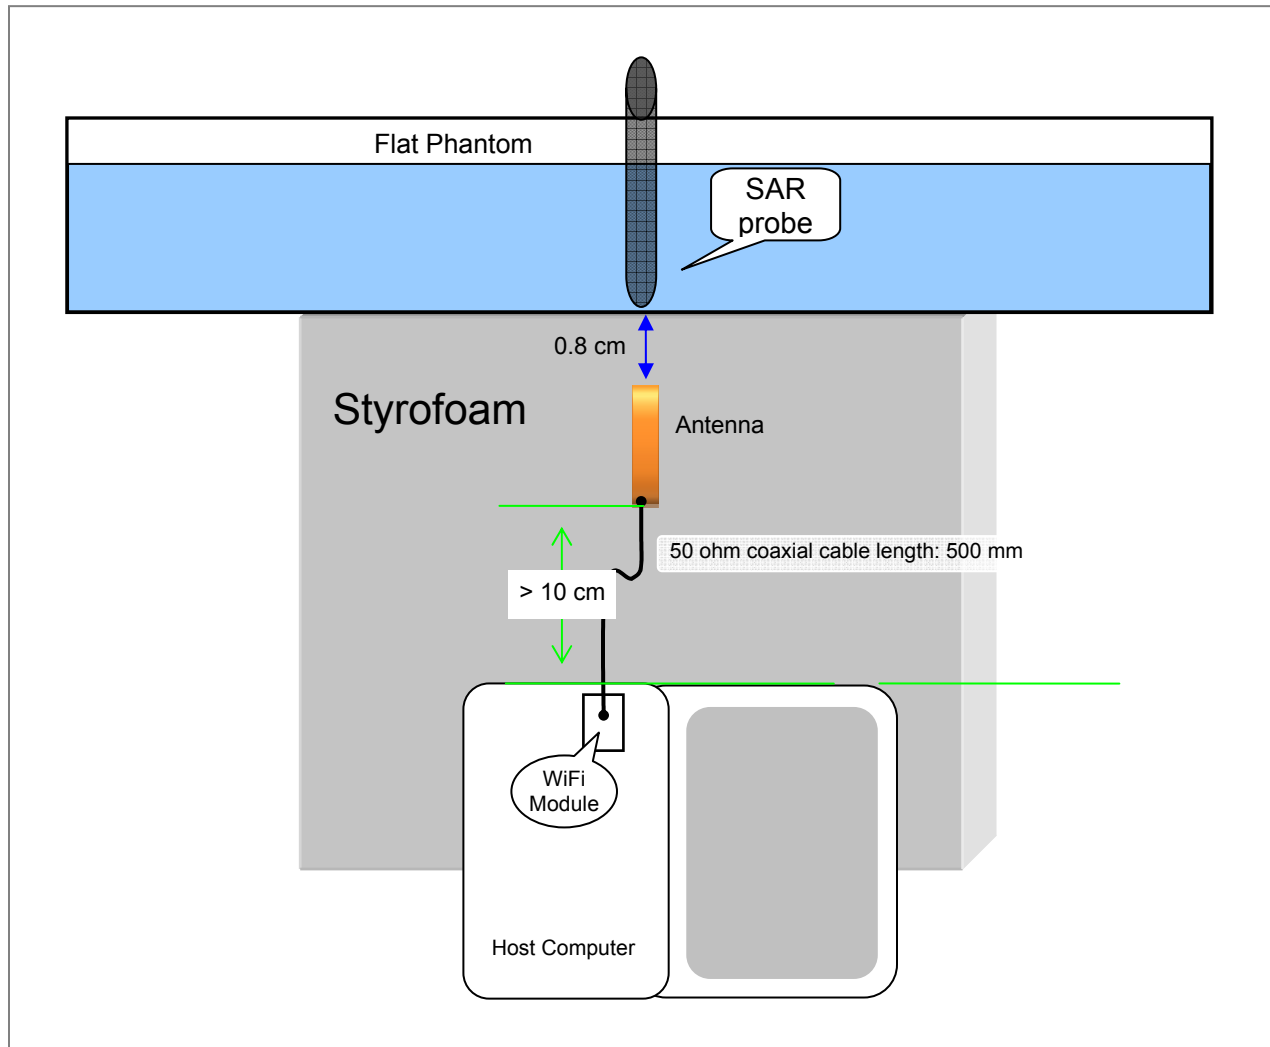 Flat Phantom
SAR
probe
0.8 cm
Styrofoam
Antenna
50 ohm coaxial cable length: 500 mm
> 10 cm
WiFi
Module
Host Computer